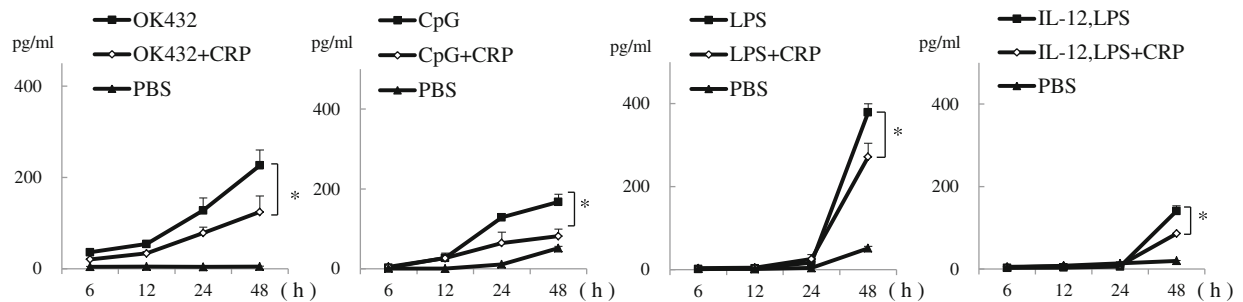 OK432
pg/ml
OK432+CRP
PBS
400
200
0
*
6 12 24 48 ( h )
CpG
pg/ml
CpG+CRP
PBS
400
200
0
*
6 12 24 48 ( h )
LPS
pg/ml
LPS+CRP
PBS
400
200
0
*
6 12 24 48 ( h )
IL-12,LPS
pg/ml
IL-12,LPS+CRP
PBS
400
200
0
*
6 12 24 48 ( h )